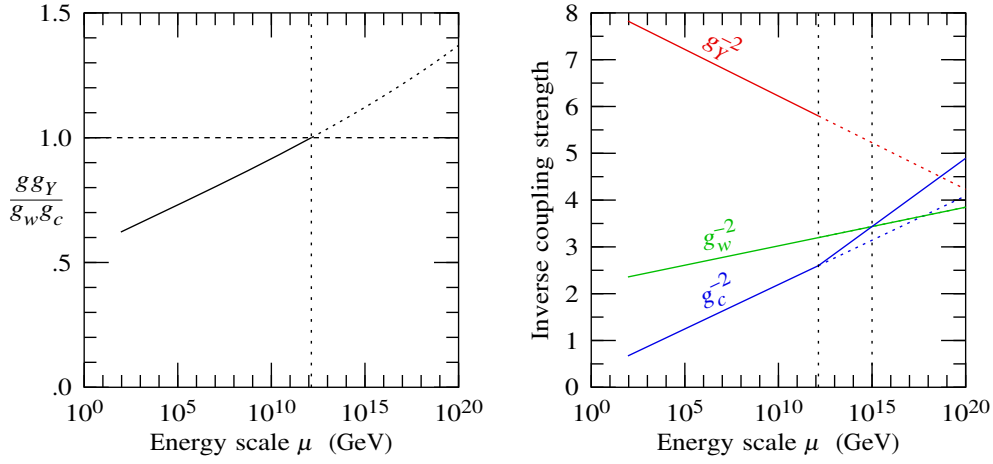 1.5
1.0
g g_Y
g_w g_c
.5
.0
10^0 10^5 10^10 10^15 10^20
Energy scale μ (GeV)
8
7
6
5
4
3
2
1
0
Inverse coupling strength
g_Y^-2
g_w^-2
g_c^-2
10^0 10^5 10^10 10^15 10^20
Energy scale μ (GeV)